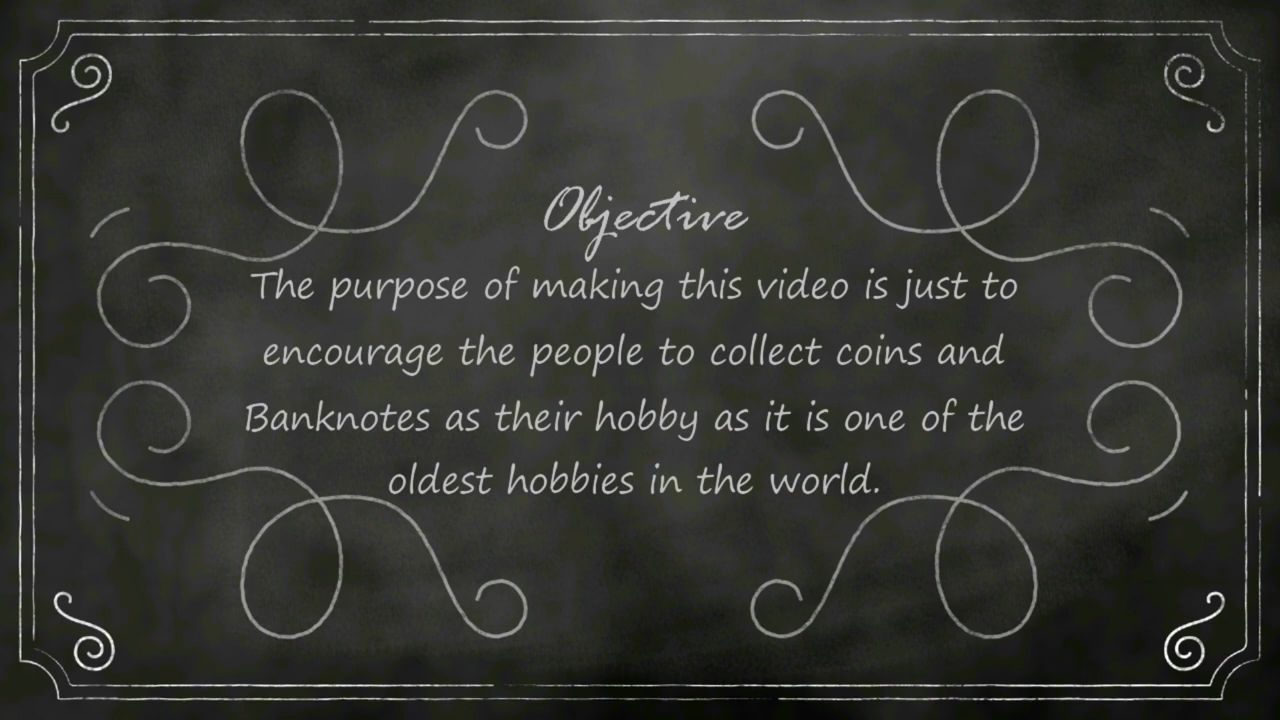 Objective
The purpose of making this video is just to
encourage the people to collect coins and
Banknotes as their hobby as it is one of the
oldest hobbies in the world.